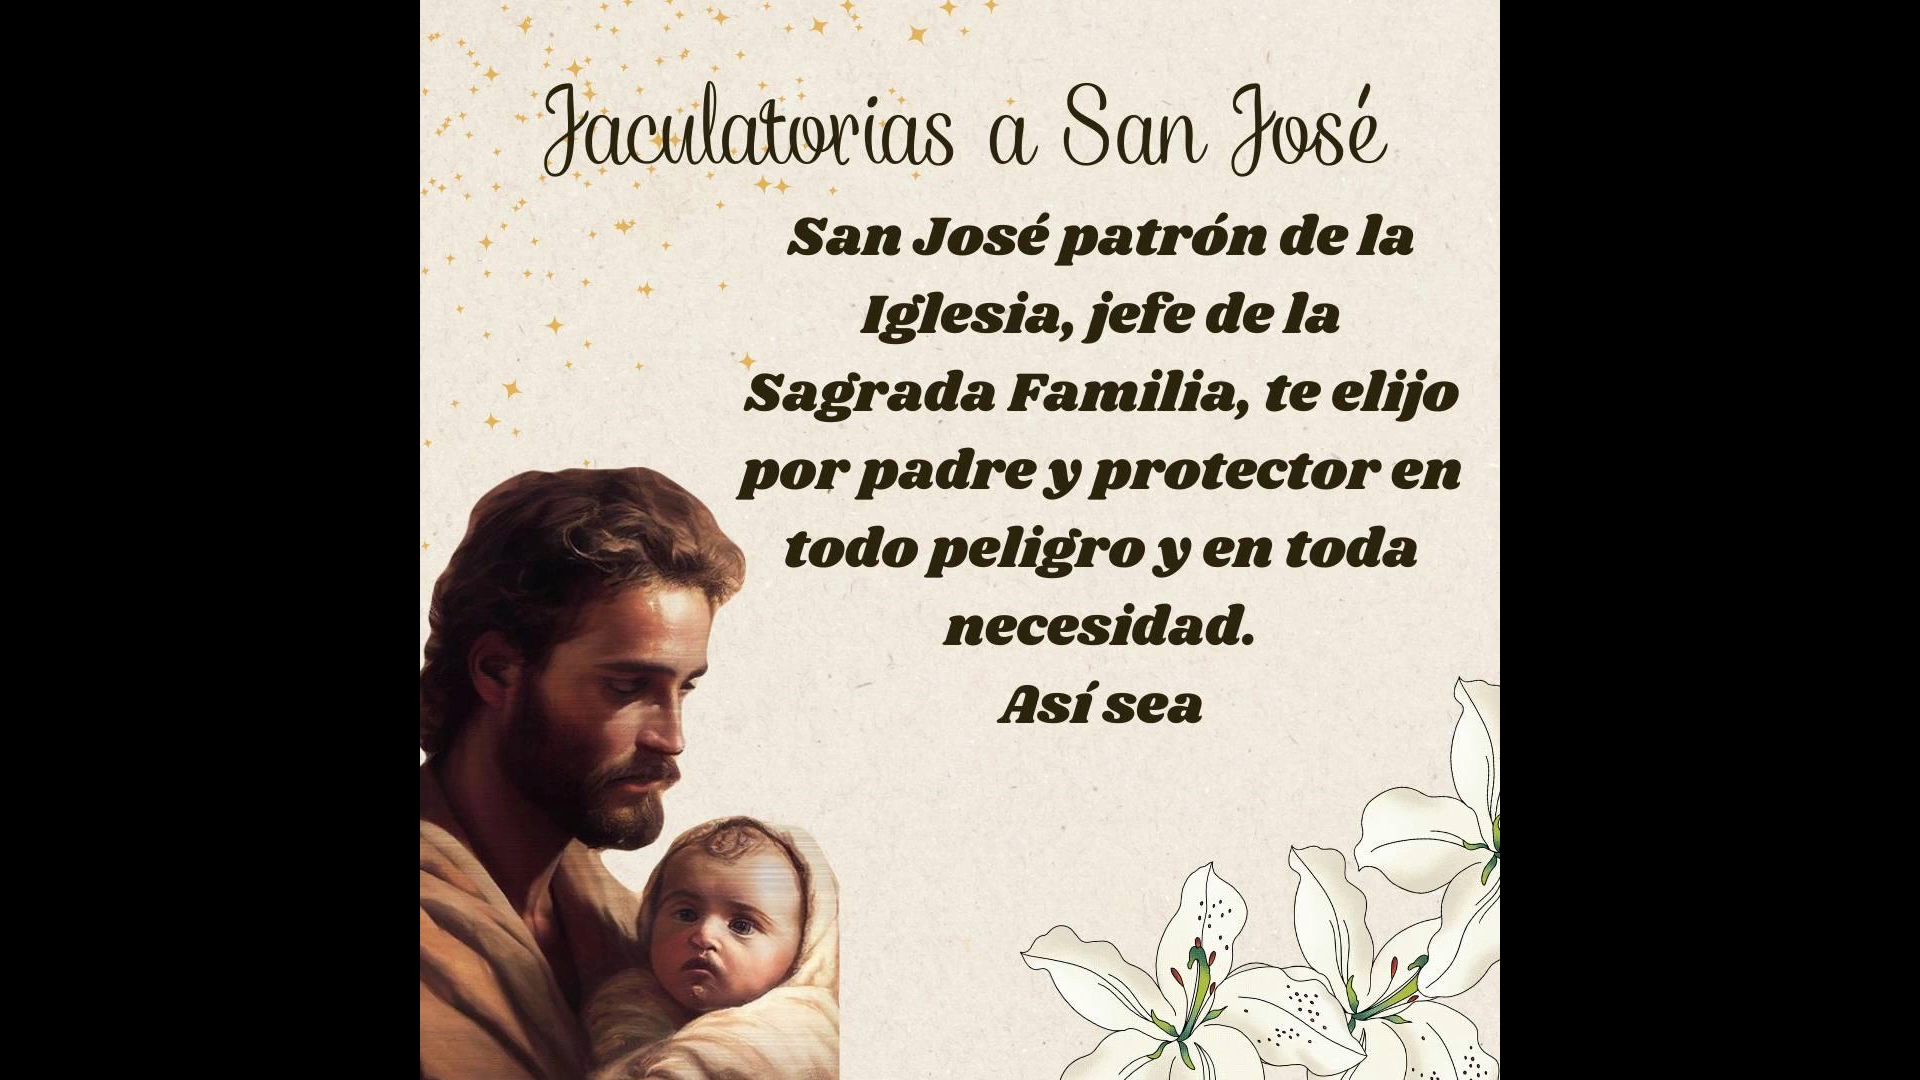 Jaculatorias a San José
San José patrón de la
Iglesia, jefe de la
Sagrada Familia, te elijo
por padre y protector en
todo peligro y en toda
necesidad.
Así sea